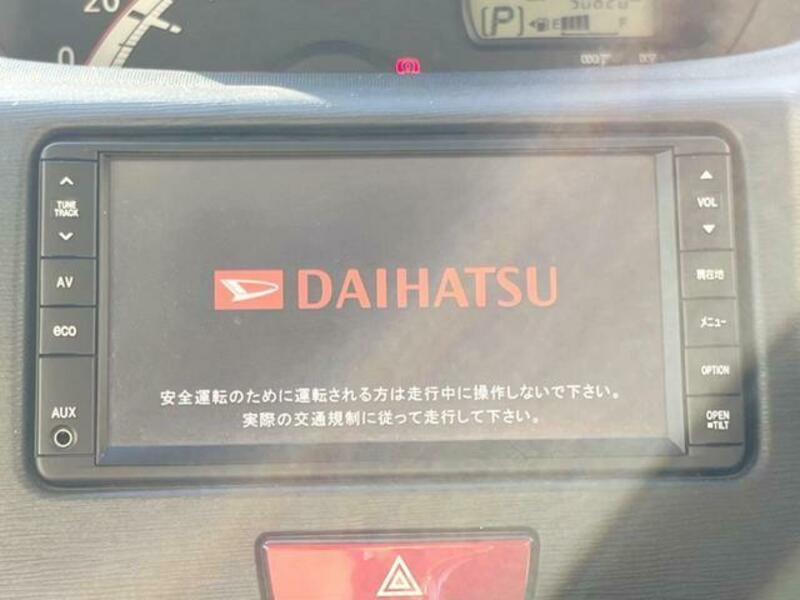 20
0
P
E
F
TUNE
TRACK
AV
eco
AUX
DAIHATSU
安全運転のために運転される方は走行中に操作しないで下さい。
実際の交通規制に従って走行して下さい。
VOL
現在地
メニュー
OPTION
OPEN
TILT